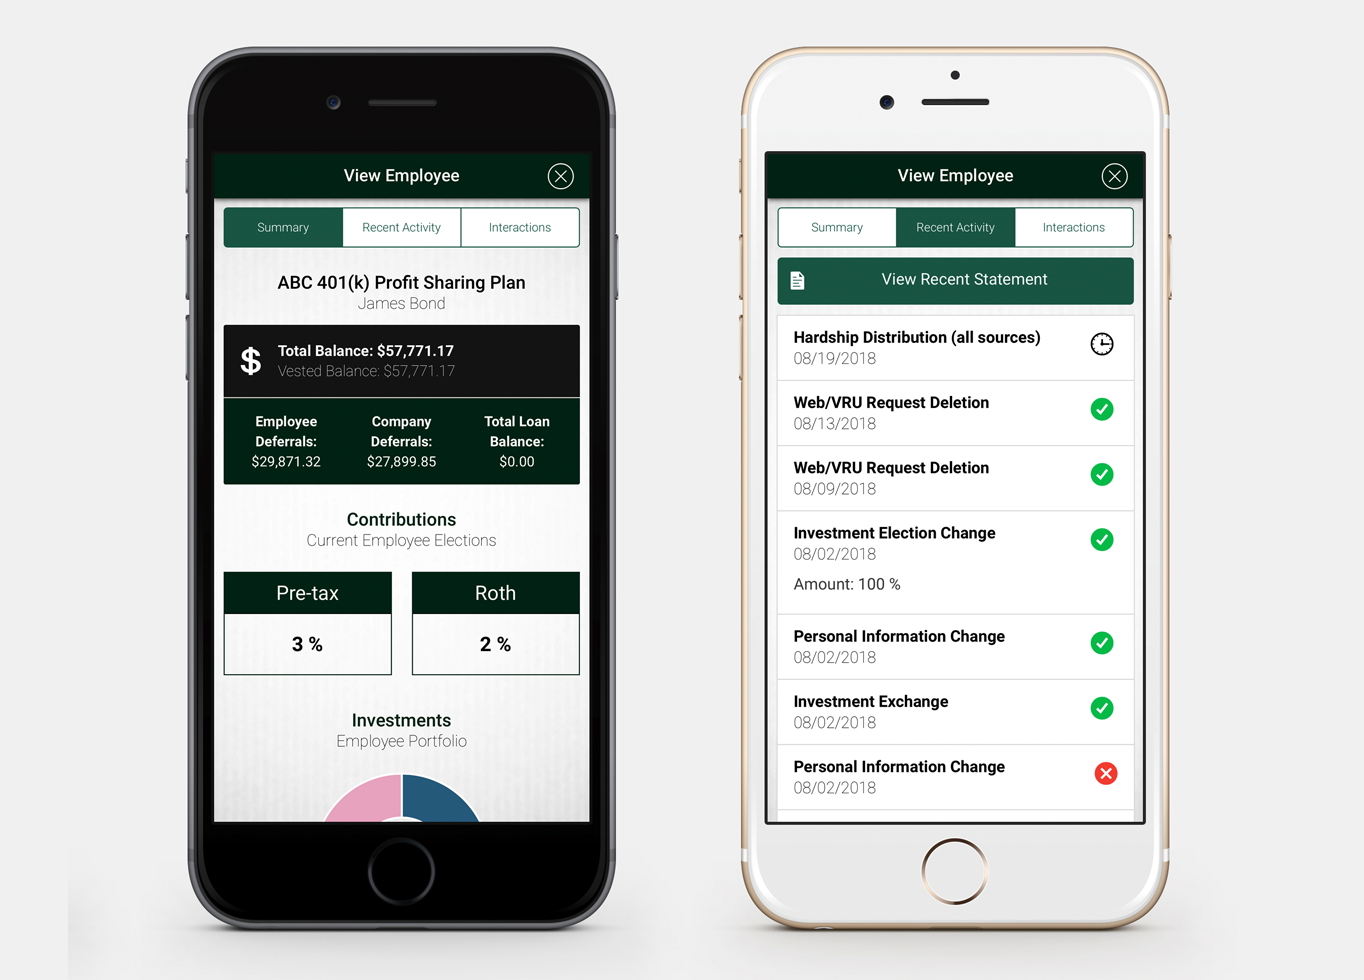 View Employee
Summary
Recent Activity
Interactions
ABC 401(k) Profit Sharing Plan
James Bond
$
Total Balance: $57,771.17
Vested Balance: $57,771.17
Employee
Deferrals:
$29,871.32
Company
Deferrals:
$27,899.85
Total Loan
Balance:
$0.00
Contributions
Current Employee Elections
Pre-tax
3 %
Roth
2 %
Investments
Employee Portfolio
View Employee
Summary
Recent Activity
Interactions
View Recent Statement
Hardship Distribution (all sources)
08/19/2018
Web/VRU Request Deletion
08/13/2018
Web/VRU Request Deletion
08/09/2018
Investment Election Change
08/02/2018
Amount: 100 %
Personal Information Change
08/02/2018
Investment Exchange
08/02/2018
Personal Information Change
08/02/2018